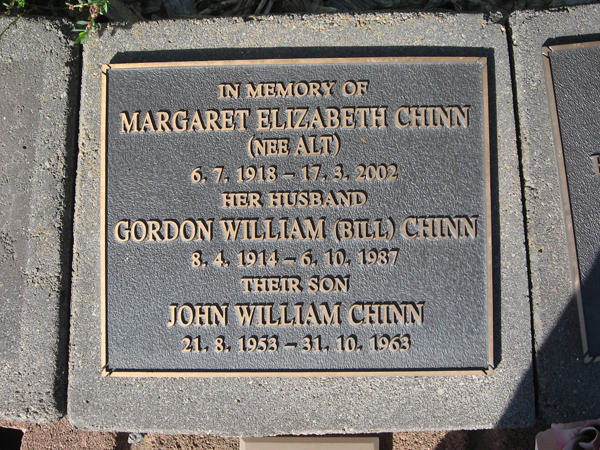 IN MEMORY OF
MARGARET ELIZABETH CHINN
(NEE ALT)
6. 7. 1918 – 17. 3. 2002
HER HUSBAND
GORDON WILLIAM (BILL) CHINN
8. 4. 1914 – 6. 10. 1987
THEIR SON
JOHN WILLIAM CHINN
21. 8. 1953 – 31. 10. 1963